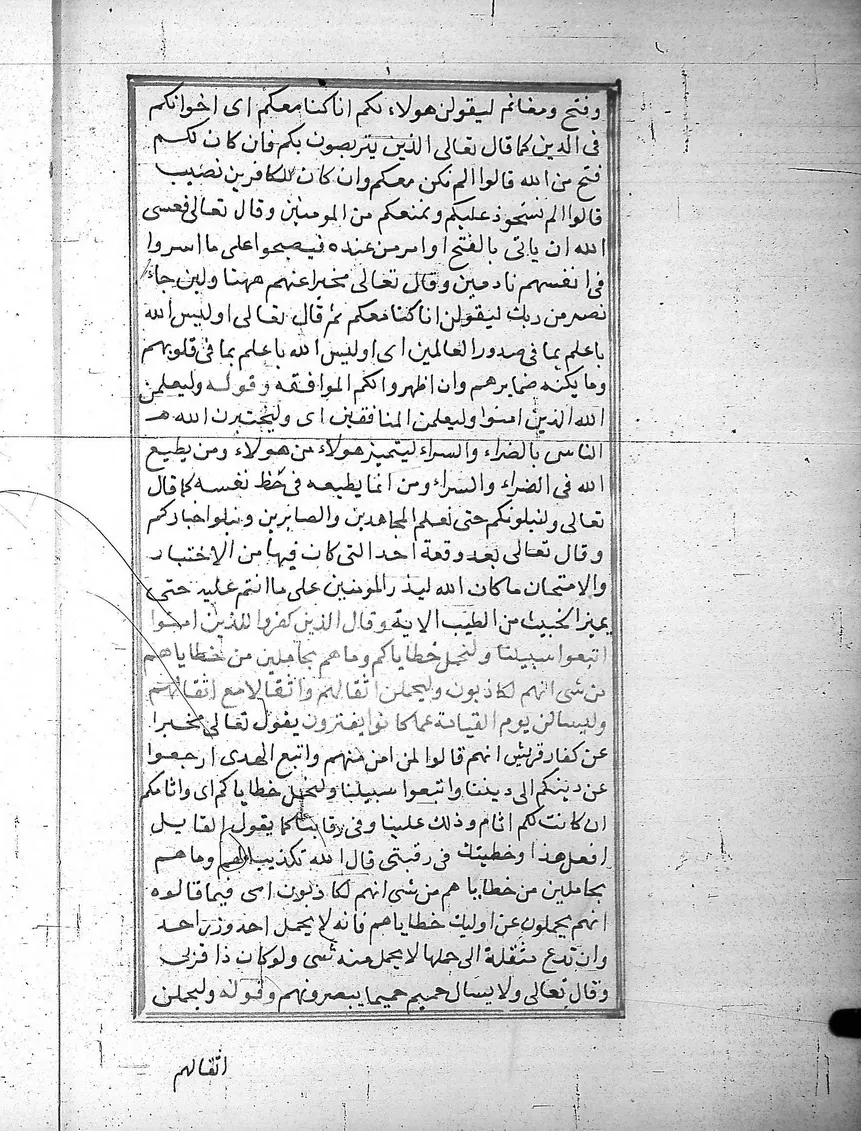 وفتح ومغانم ليقولن هولاء لكم انا كنا معكم اى اخوانكم
فى الدين كما قال تعالى الذين يتربصون بكم فان كان لكم
فتح من الله قالوا الم نكن معكم وان كان للكافرين نصيب
قالوا الم نستحوذ عليكم ونمنعكم من المومنين وقال تعالى فعسى
الله ان ياتى بالفتح او امر من عنده فيصبحوا على ما اسروا
فى انفسهم نادمين وقال تعالى مخبرا عنهم ههنا ولين جاء
نصر من ربك ليقولن انا كنا معكم ثم قال تعالى اوليس الله
باعلم بما فى صدور العالمين اى اوليس الله باعلم بما فى قلوبهم
وما يكنه ضمايرهم وان اظهروا لكم الموافقه وقوله وليعلمن
الله الذين امنوا وليعلمن المنافقين اى وليختبرن الله
الناس بالضراء والسراء ليتميز هولاء من هولاء ومن يطيع
الله فى الضراء والسراء ومن انما يطيعه فى حظ نفسه كما قال
تعالى ولنبلونكم حتى نعلم المجاهدين والصابرين ونبلوا اخباركم
وقال تعالى بعد وقعة احد التى كان فيها من الاختبار
والامتحان ما كان الله ليذر المومنين على ما انتم عليه حتى
يميز الخبيث من الطيب الاية وقال الذين كفروا للذين امنوا
اتبعوا سبيلنا ولنحمل خطاياكم وما هم بحاملين من خطاياهم
من شى انهم لكاذبون وليحملن اثقالهم واثقالا مع اثقالهم
وليسالن يوم القيامة عما كانوا يفترون يقول تعالى مخبرا
عن كفار قريش انهم قالوا لمن امن منهم واتبع الهدى ارجعوا
عن دينكم الى ديننا واتبعوا سبيلنا ولنحمل خطاياكم اى واثامكم
ان كانت لكم اثام وذلك علينا وفى رقابنا كما يقول القايل
افعل هذا وخطيتك فى رقبتى قال الله تكذيبا لهم وما هم
بحاملين من خطاياهم من شى انهم لكاذبون اى فيما قالوه
انهم يحملون عن اوليك خطاياهم فانه لا يحمل احد وزر احد
وان تدع مثقلة الى حملها لا يحمل منه شى ولو كان ذا قربى
وقال تعالى ولا يسال حميم حميما يبصرونهم وقوله وليحملن
اثقالهم